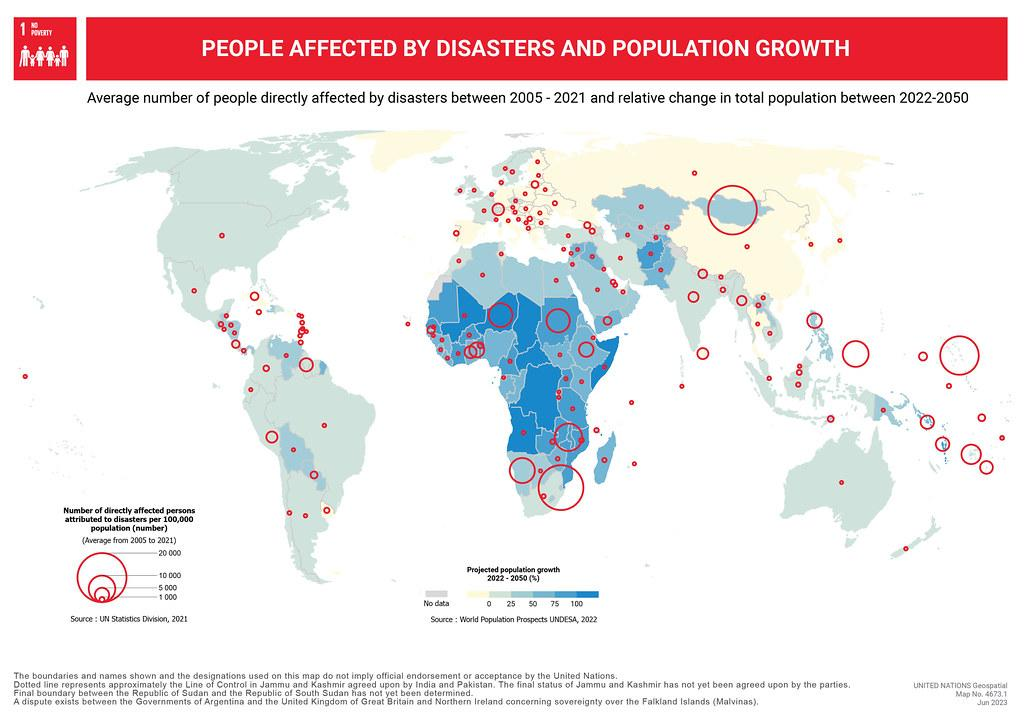 1 NO
POVERTY
PEOPLE AFFECTED BY DISASTERS AND POPULATION GROWTH
Average number of people directly affected by disasters between 2005 - 2021 and relative change in total population between 2022-2050
Number of directly affected persons
attributed to disasters per 100,000
population (number)
(Average from 2005 to 2021)
20 000
10 000
5 000
1 000
Source : UN Statistics Division, 2021
Projected population growth
2022 - 2050 (%)
No data 0 25 50 75 100
Source : World Population Prospects UNDESA, 2022
The boundaries and names shown and the designations used on this map do not imply official endorsement or acceptance by the United Nations.
Dotted line represents approximately the Line of Control in Jammu and Kashmir agreed upon by India and Pakistan. The final status of Jammu and Kashmir has not yet been agreed upon by the parties.
Final boundary between the Republic of Sudan and the Republic of South Sudan has not yet been determined.
A dispute exists between the Governments of Argentina and the United Kingdom of Great Britain and Northern Ireland concerning sovereignty over the Falkland Islands (Malvinas).
UNITED NATIONS Geospatial
Map No. 4673.1
Jun 2023